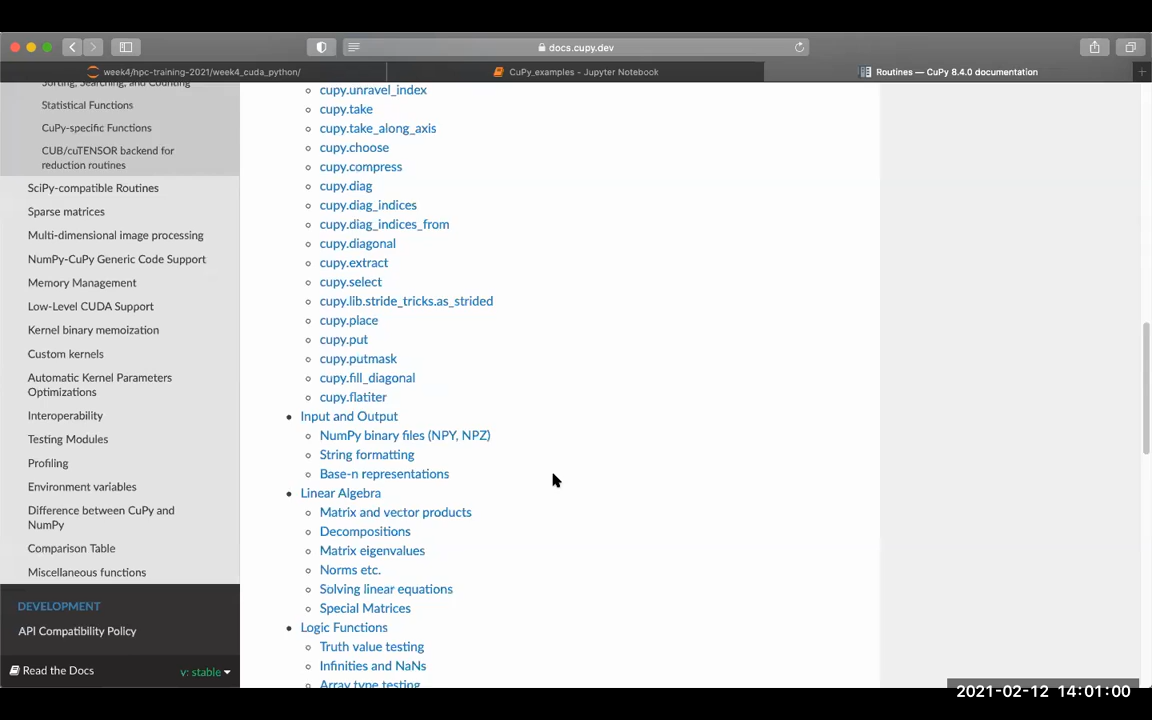 docs.cupy.dev
week4/hpc-training-2021/week4_cuda_python/
CuPy_examples - Jupyter Notebook
Routines — CuPy 8.4.0 documentation
Sorting, Searching, and Counting
Statistical Functions
CuPy-specific Functions
CUB/cuTENSOR backend for
reduction routines
SciPy-compatible Routines
Sparse matrices
Multi-dimensional image processing
NumPy-CuPy Generic Code Support
Memory Management
Low-Level CUDA Support
Kernel binary memoization
Custom kernels
Automatic Kernel Parameters
Optimizations
Interoperability
Testing Modules
Profiling
Environment variables
Difference between CuPy and
NumPy
Comparison Table
Miscellaneous functions
DEVELOPMENT
API Compatibility Policy
Read the Docs
v: stable
cupy.unravel_index
cupy.take
cupy.take_along_axis
cupy.choose
cupy.compress
cupy.diag
cupy.diag_indices
cupy.diag_indices_from
cupy.diagonal
cupy.extract
cupy.select
cupy.lib.stride_tricks.as_strided
cupy.place
cupy.put
cupy.putmask
cupy.fill_diagonal
cupy.flatiter
Input and Output
NumPy binary files (NPY, NPZ)
String formatting
Base-n representations
Linear Algebra
Matrix and vector products
Decompositions
Matrix eigenvalues
Norms etc.
Solving linear equations
Special Matrices
Logic Functions
Truth value testing
Infinities and NaNs
Array type testing
2021-02-12 14:01:00